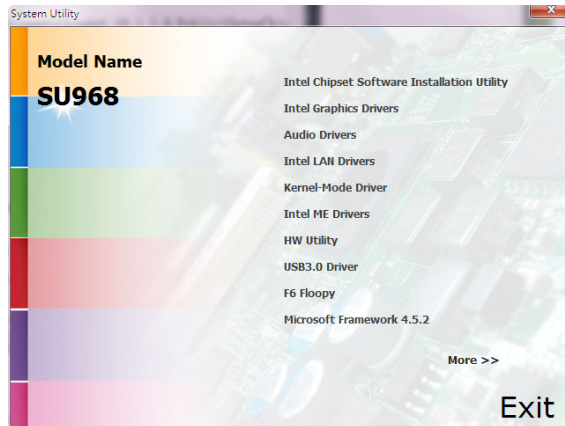 System Utility
Model Name
SU968
Intel Chipset Software Installation Utility
Intel Graphics Drivers
Audio Drivers
Intel LAN Drivers
Kernel-Mode Driver
Intel ME Drivers
HW Utility
USB3.0 Driver
F6 Floopy
Microsoft Framework 4.5.2
More >>
Exit